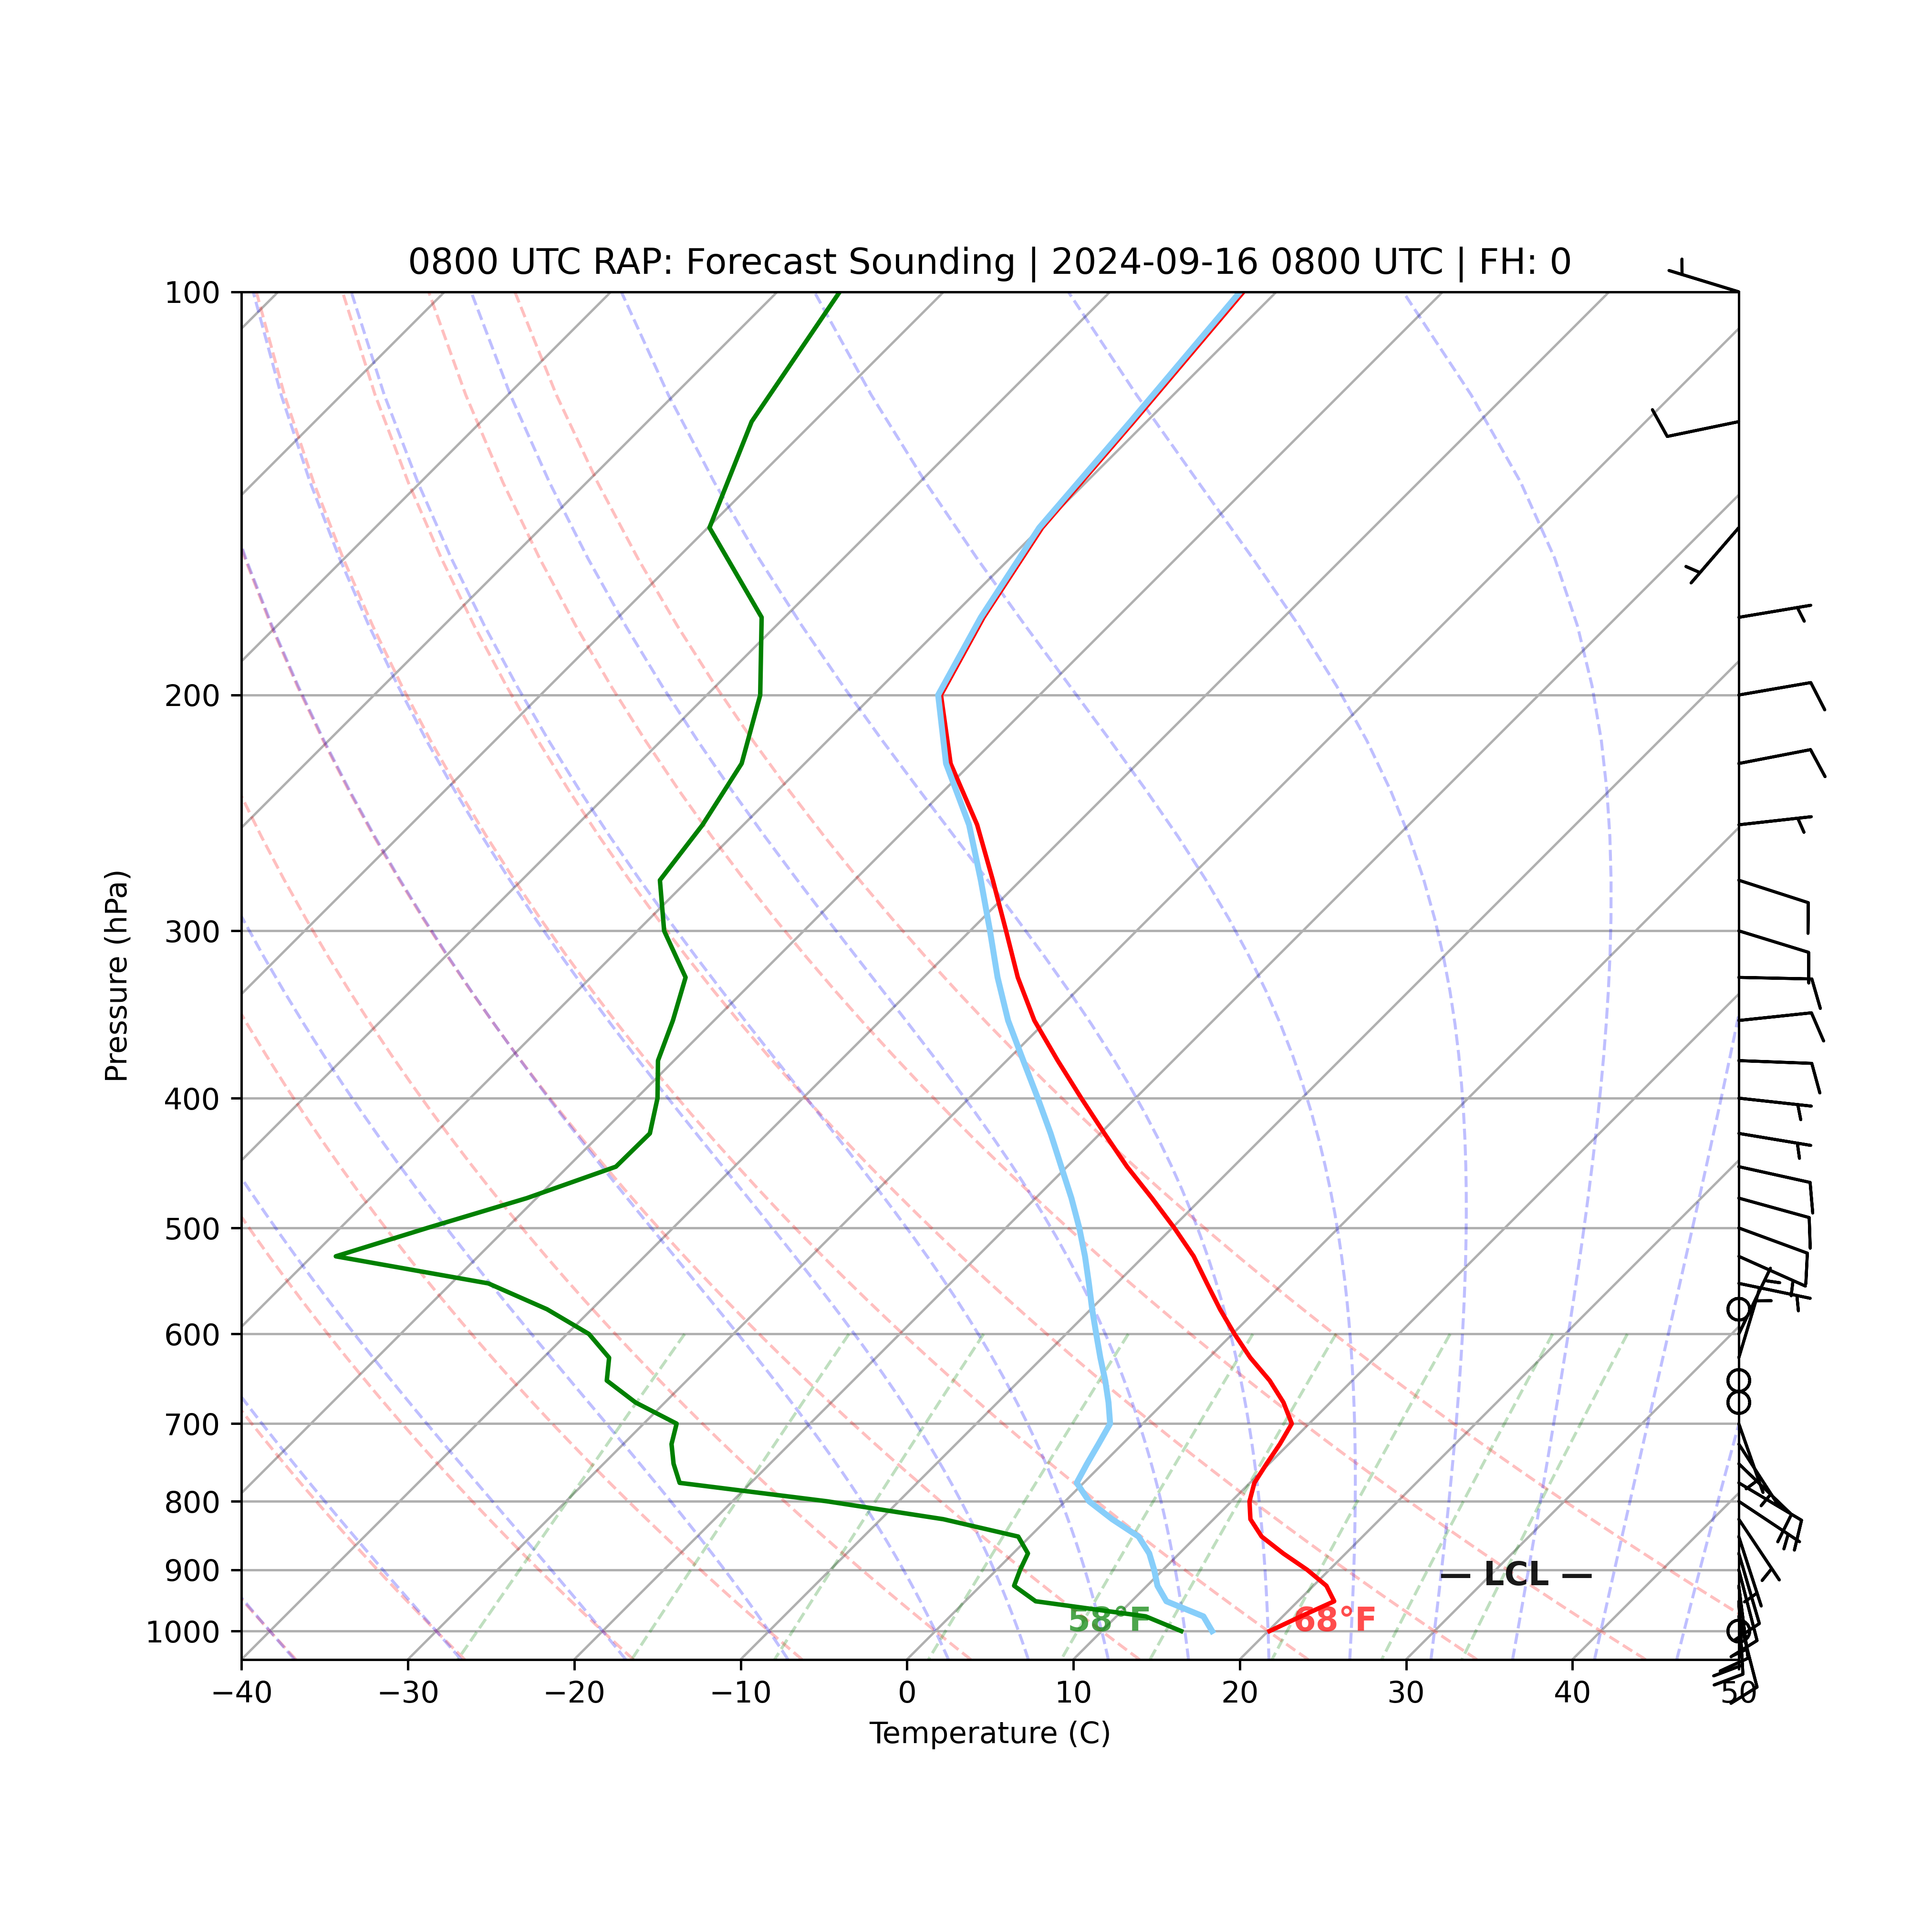 0800 UTC RAP: Forecast Sounding | 2024-09-16 0800 UTC | FH: 0
100
200
300
400
500
600
700
800
900
1000
Pressure (hPa)
— LCL —
58°F
68°F
−40 −30 −20 −10 0 10 20 30 40 50
Temperature (C)